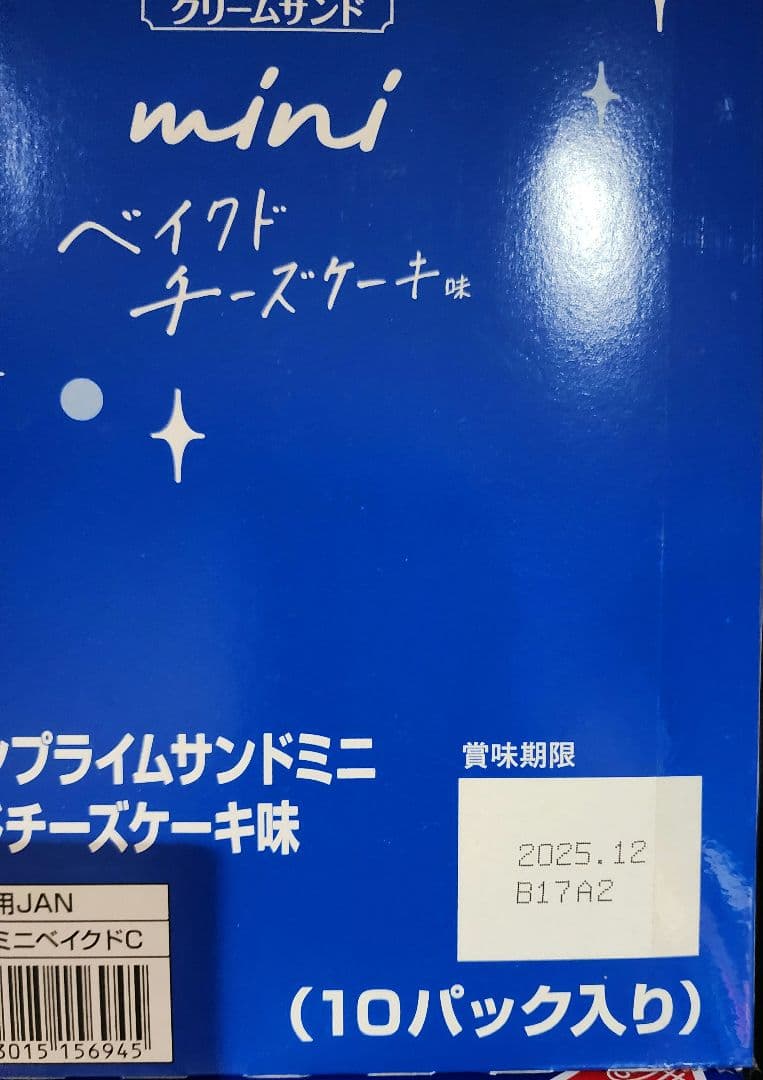 クリームサンド
mini
ベイクド
チーズケーキ味
プライムサンドミニ
チーズケーキ味
賞味期限
2025.12
B17A2
用JAN
ミニベイクドC
3015 156945
(10パック入り)